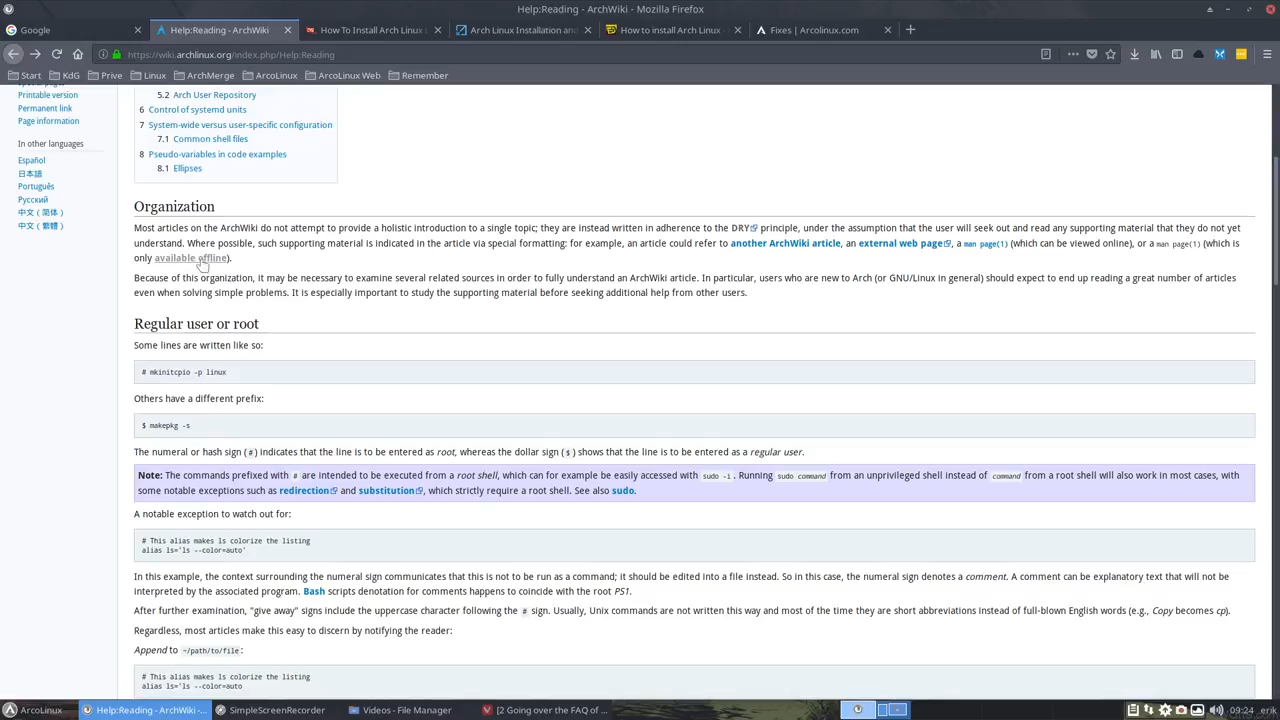 Help:Reading - ArchWiki - Mozilla Firefox
Google
Help:Reading - ArchWiki
How To Install Arch Linux
Arch Linux Installation and
How to install Arch Linux -
Fixes | Arcolinux.com
https://wiki.archlinux.org/index.php/Help:Reading
Start
KdG
Prive
Linux
ArchMerge
ArcoLinux
ArcoLinux Web
Remember
Printable version
Permanent link
Page information
In other languages
Español
日本語
Português
Русский
中文（简体）
中文（繁體）
5.2 Arch User Repository
6 Control of systemd units
7 System-wide versus user-specific configuration
7.1 Common shell files
8 Pseudo-variables in code examples
8.1 Ellipses
Organization
Most articles on the ArchWiki do not attempt to provide a holistic introduction to a single topic; they are instead written in adherence to the DRY principle, under the assumption that the user will seek out and read any supporting material that they do not yet
understand. Where possible, such supporting material is indicated in the article via special formatting: for example, an article could refer to another ArchWiki article, an external web page, a man page(1) (which can be viewed online), or a man page(1) (which is
only available offline).
Because of this organization, it may be necessary to examine several related sources in order to fully understand an ArchWiki article. In particular, users who are new to Arch (or GNU/Linux in general) should expect to end up reading a great number of articles
even when solving simple problems. It is especially important to study the supporting material before seeking additional help from other users.
Regular user or root
Some lines are written like so:
# mkinitcpio -p linux
Others have a different prefix:
$ makepkg -s
The numeral or hash sign (#) indicates that the line is to be entered as root, whereas the dollar sign ($) shows that the line is to be entered as a regular user.
Note: The commands prefixed with # are intended to be executed from a root shell, which can for example be easily accessed with sudo -i. Running sudo command from an unprivileged shell instead of command from a root shell will also work in most cases, with
some notable exceptions such as redirection and substitution, which strictly require a root shell. See also sudo.
A notable exception to watch out for:
# This alias makes ls colorize the listing
alias ls='ls --color=auto'
In this example, the context surrounding the numeral sign communicates that this is not to be run as a command; it should be edited into a file instead. So in this case, the numeral sign denotes a comment. A comment can be explanatory text that will not be
interpreted by the associated program. Bash scripts denotation for comments happens to coincide with the root PS1.
After further examination, "give away" signs include the uppercase character following the # sign. Usually, Unix commands are not written this way and most of the time they are short abbreviations instead of full-blown English words (e.g., Copy becomes cp).
Regardless, most articles make this easy to discern by notifying the reader:
Append to ~/path/to/file:
# This alias makes ls colorize the listing
alias ls='ls --color=auto
ArcoLinux
Help:Reading - ArchWiki -...
SimpleScreenRecorder
Videos - File Manager
[2 Going over the FAQ of ...
09:24
erik